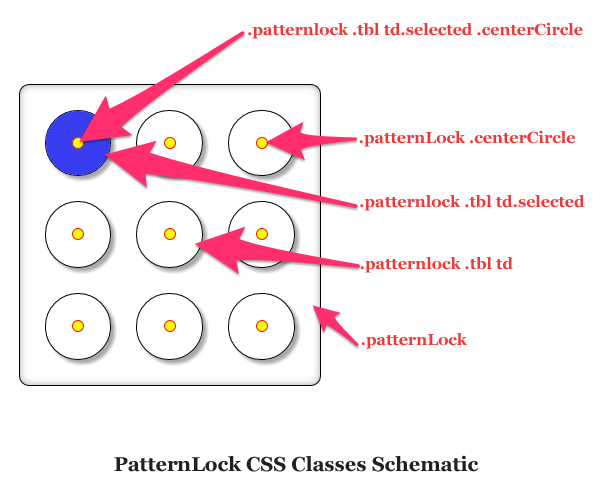 .patternlock .tbl td.selected .centerCircle
.patternLock .centerCircle
.patternlock .tbl td.selected
.patternlock .tbl td
.patternLock
PatternLock CSS Classes Schematic